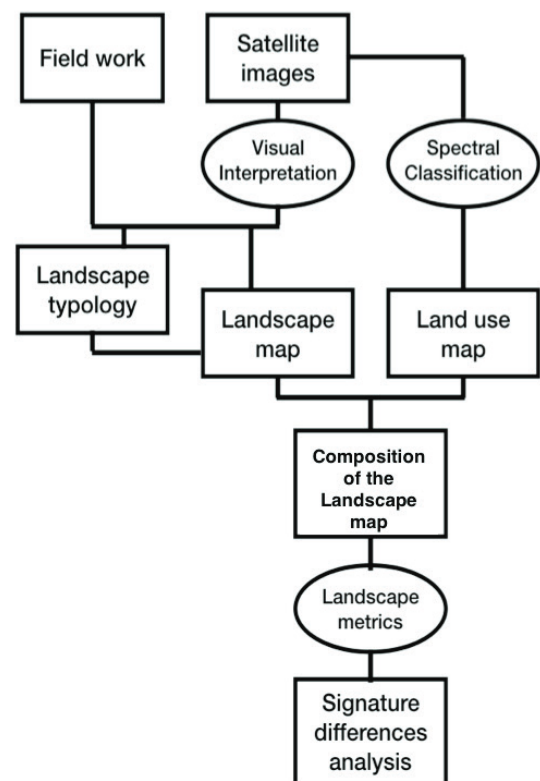 Field work
Satellite
images
Visual
Interpretation
Spectral
Classification
Landscape
typology
Landscape
map
Land use
map
Composition
of the
Landscape
map
Landscape
metrics
Signature
differences
analysis